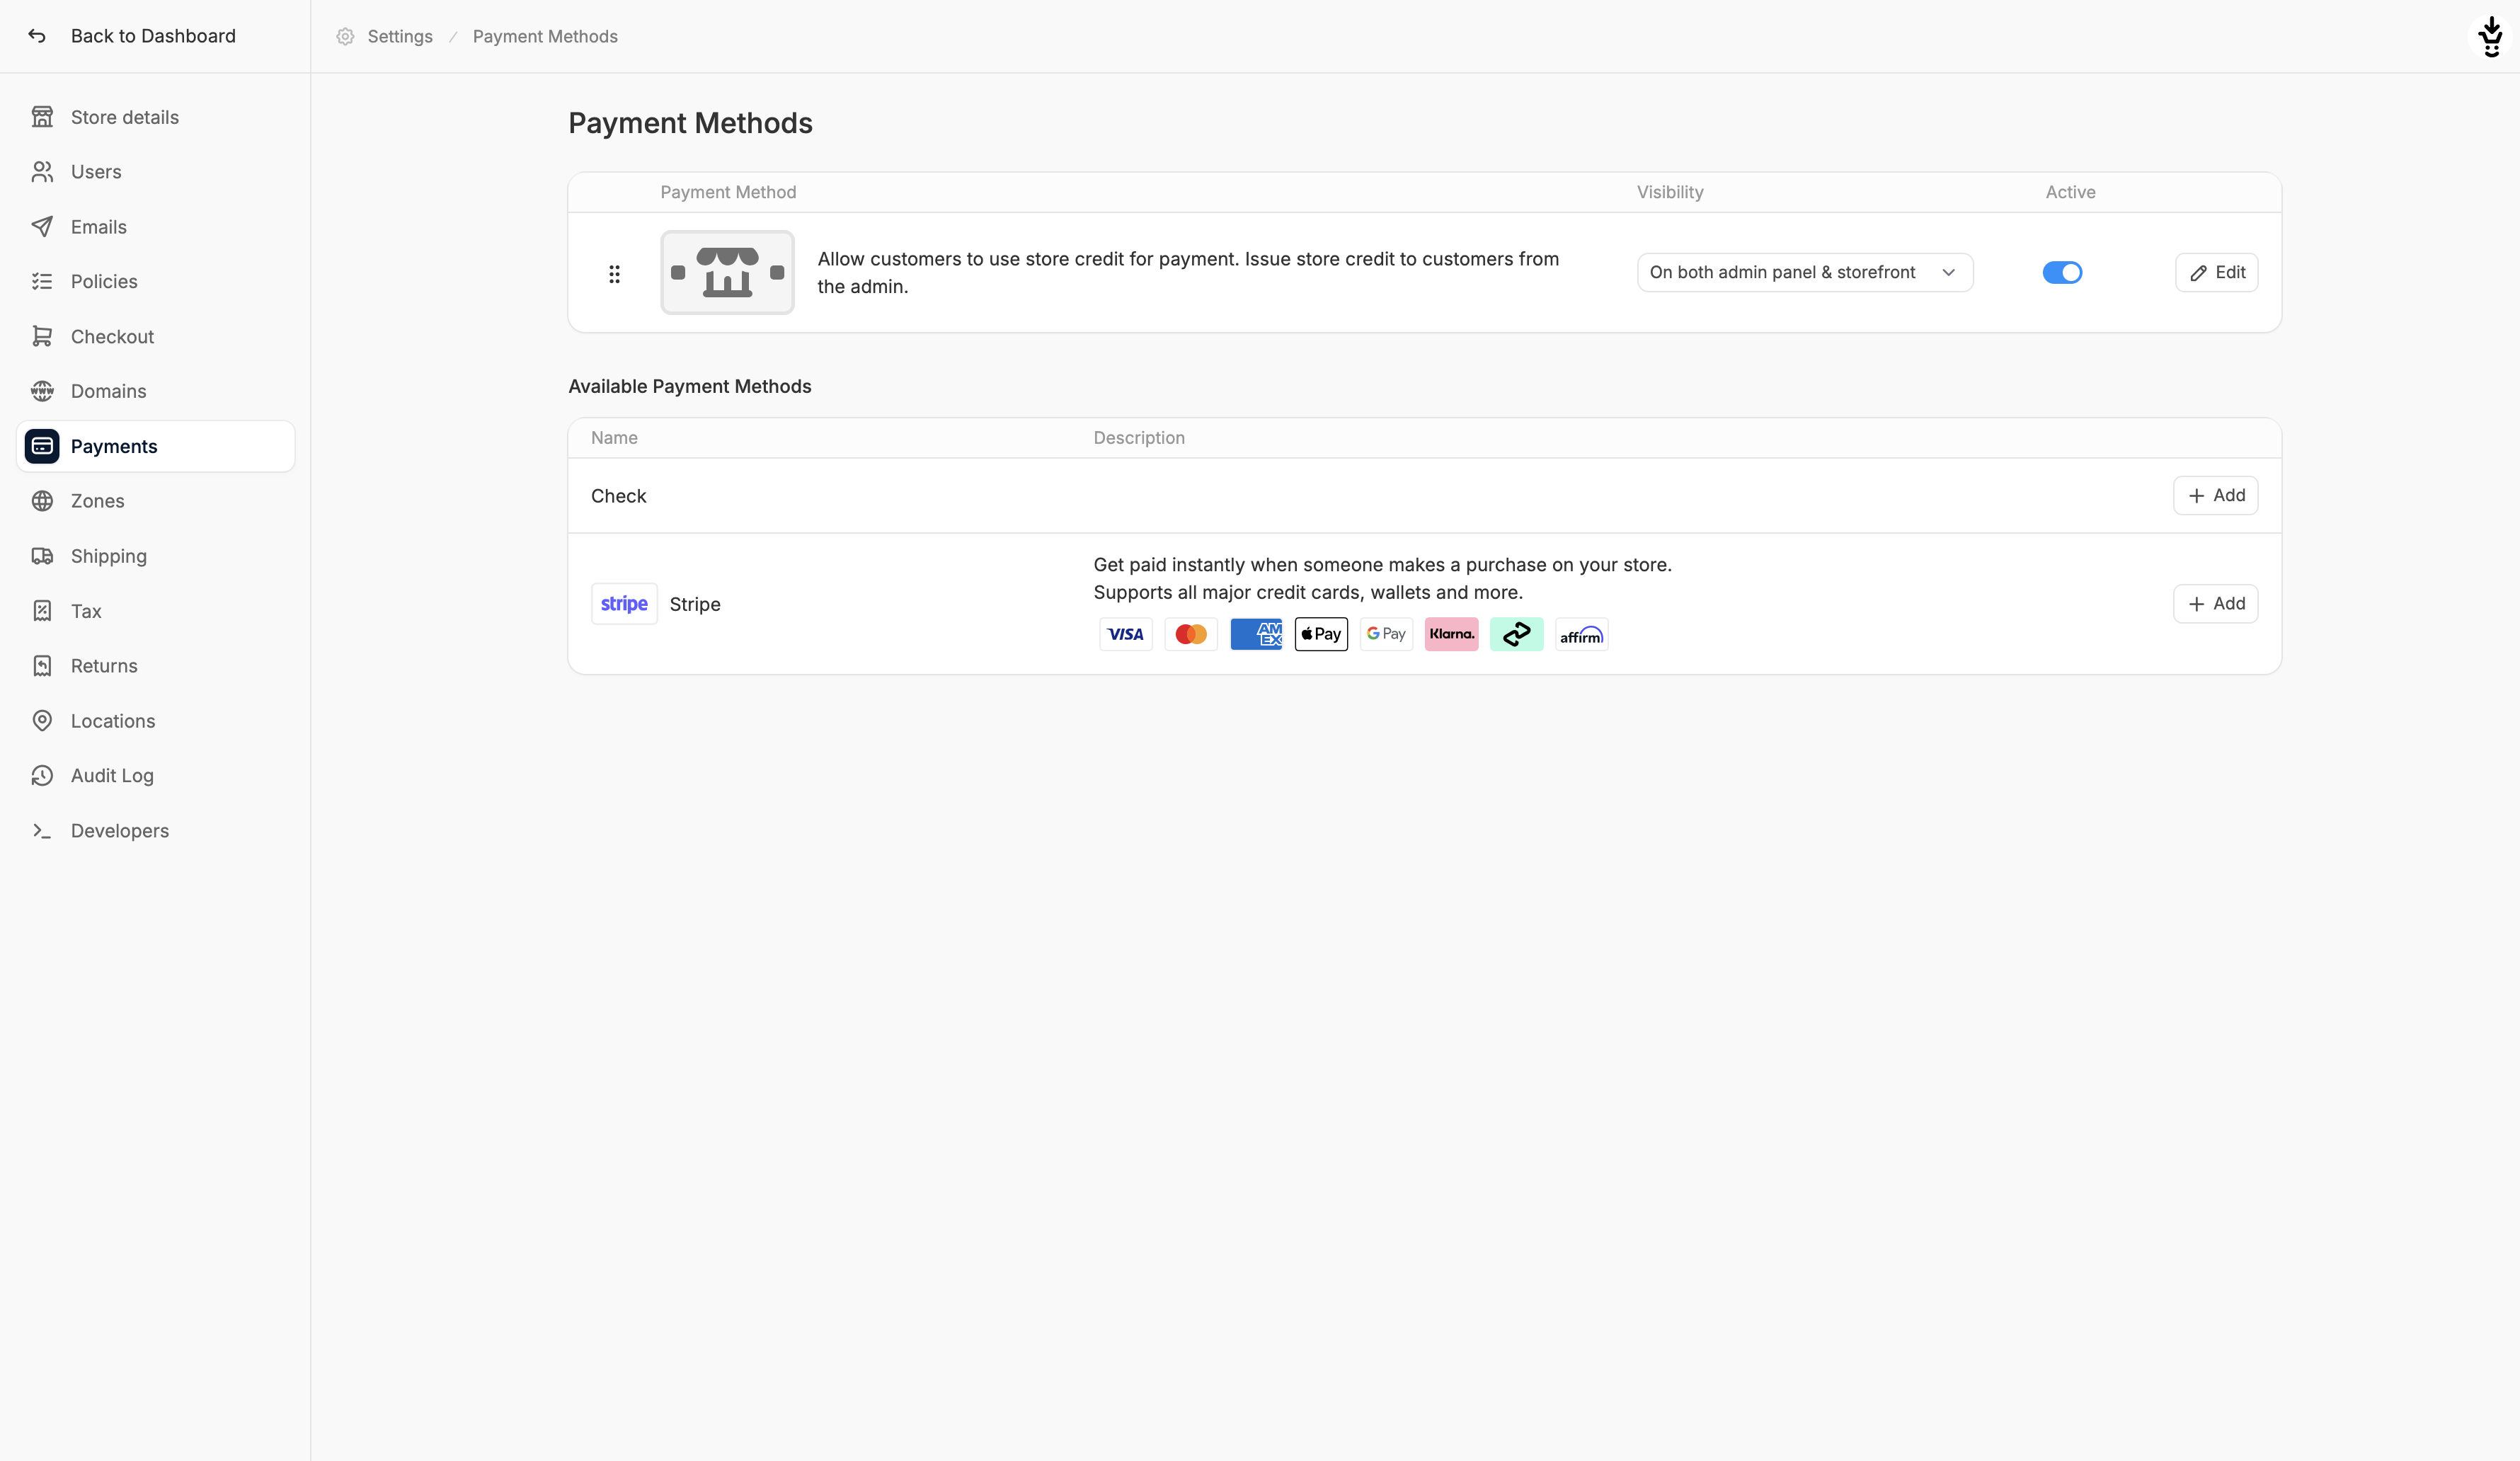 Back to Dashboard
Settings / Payment Methods
Store details
Users
Emails
Policies
Checkout
Domains
Payments
Zones
Shipping
Tax
Returns
Locations
Audit Log
Developers
Payment Methods
Payment Method Visibility Active
Allow customers to use store credit for payment. Issue store credit to customers from
the admin.
On both admin panel & storefront
Edit
Available Payment Methods
Name Description
Check
Add
stripe Stripe
Get paid instantly when someone makes a purchase on your store.
Supports all major credit cards, wallets and more.
VISA
AM
EX
Pay
G Pay
Klarna.
affirm
Add